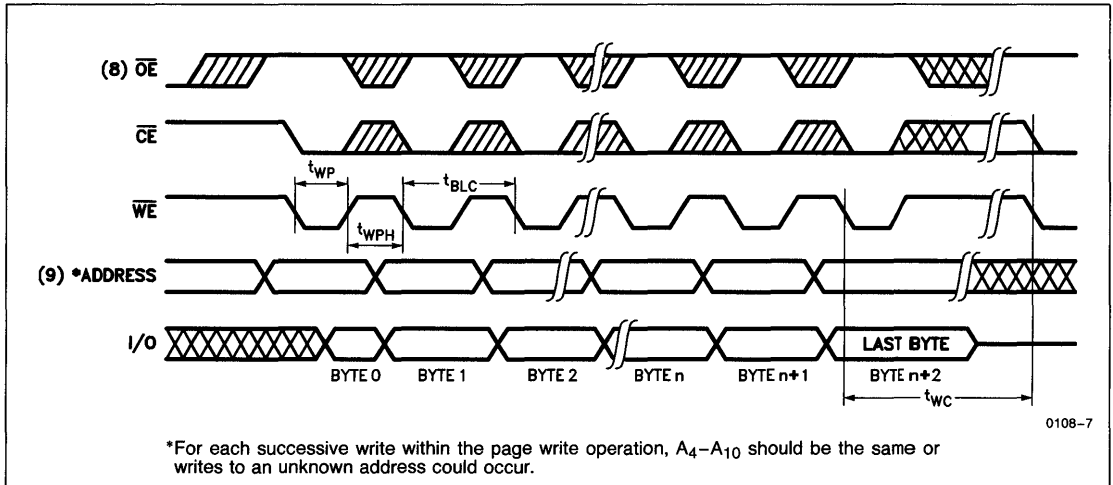 (8) OE
CE
tWP
tBLC
WE
tWPH
(9) *ADDRESS
I/O
LAST BYTE
BYTE 0 BYTE 1 BYTE 2 BYTE n BYTE n+1 BYTE n+2
tWC
0108–7
*For each successive write within the page write operation, A4–A10 should be the same or
writes to an unknown address could occur.